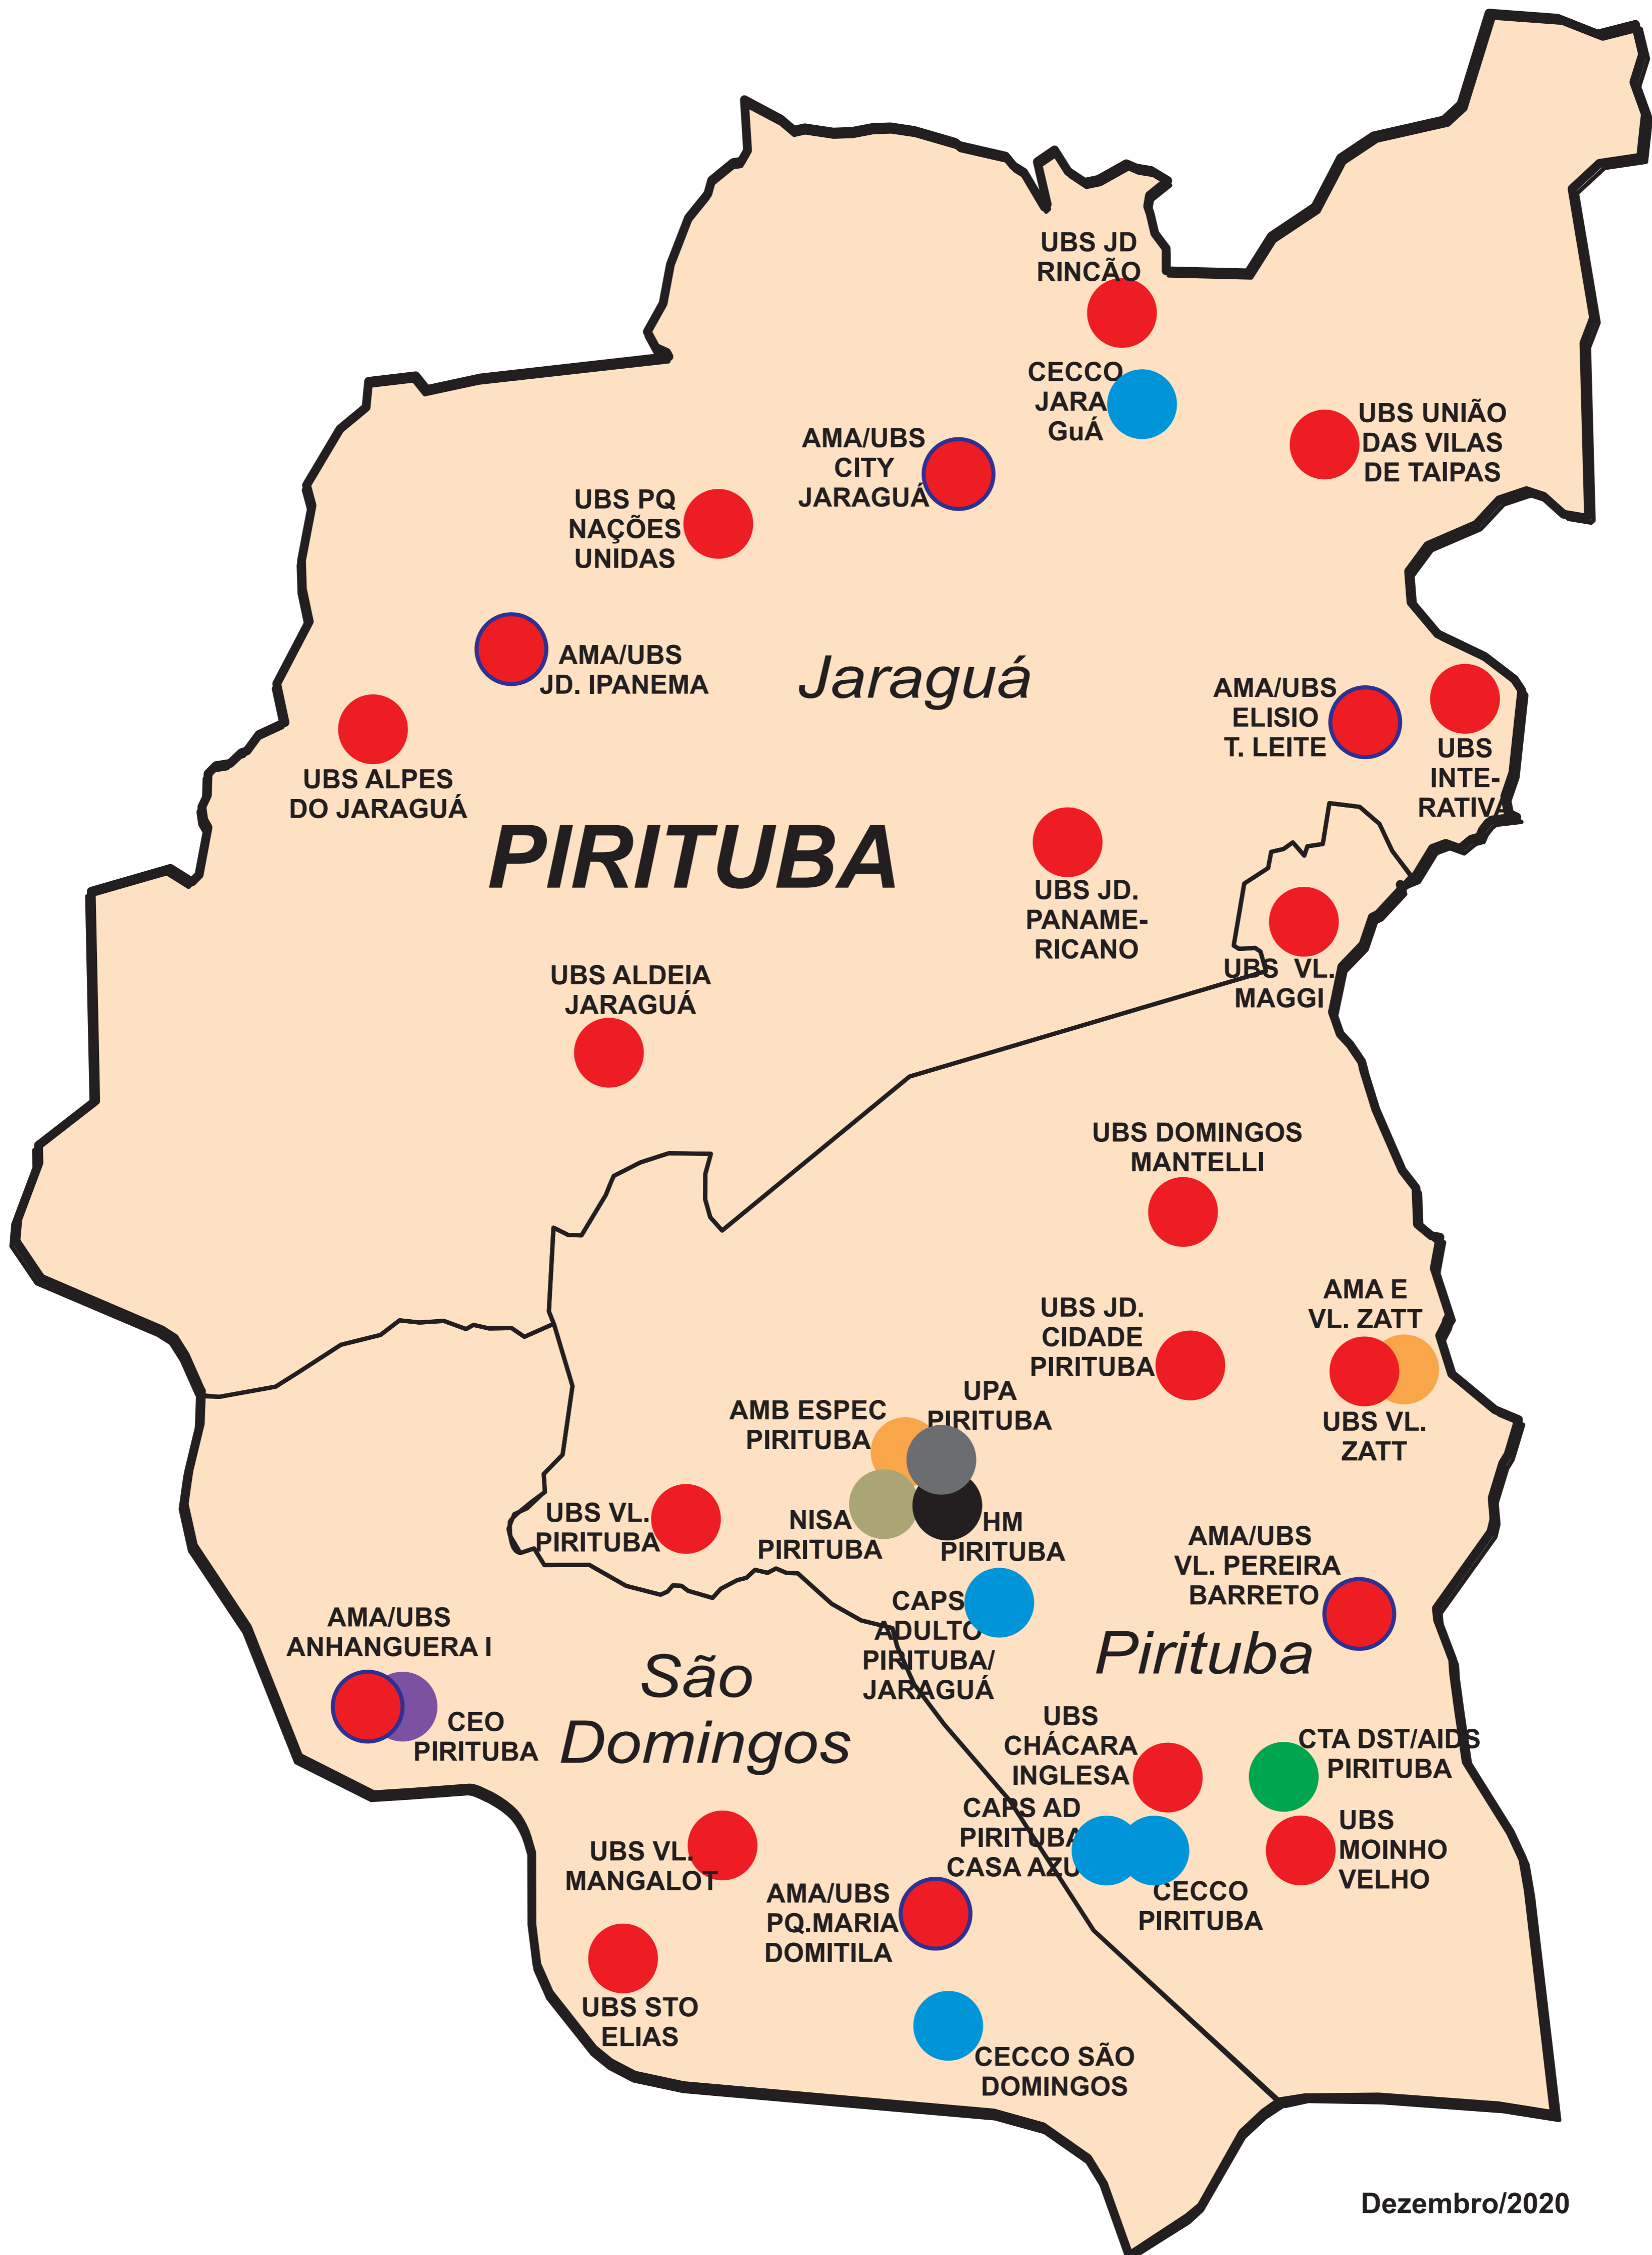 UBS JD
RINCÃO
CECCO
JARA
GuÁ
UBS UNIÃO
DAS VILAS
DE TAIPAS
AMA/UBS
CITY
JARAGUÁ
UBS PQ
NAÇÕES
UNIDAS
AMA/UBS
JD. IPANEMA
Jaraguá
AMA/UBS
ELISIO
T. LEITE
UBS
INTE-
RATIVA
UBS ALPES
DO JARAGUÁ
PIRITUBA
UBS JD.
PANAME-
RICANO
UBS VL.
MAGGI
UBS ALDEIA
JARAGUÁ
UBS DOMINGOS
MANTELLI
AMA E
VL. ZATT
UBS JD.
CIDADE
PIRITUBA
UBS VL.
ZATT
UPA
PIRITUBA
AMB ESPEC
PIRITUBA
UBS VL.
PIRITUBA
NISA
PIRITUBA
HM
PIRITUBA
AMA/UBS
VL. PEREIRA
BARRETO
CAPS
ADULTO
PIRITUBA/
JARAGUÁ
Pirituba
AMA/UBS
ANHANGUERA I
CEO
PIRITUBA
São
Domingos
UBS
CHÁCARA
INGLESA
CTA DST/AIDS
PIRITUBA
CAPS AD
PIRITUBA
CASA AZU
UBS
MOINHO
VELHO
CECCO
PIRITUBA
UBS VL.
MANGALOT
AMA/UBS
PQ.MARIA
DOMITILA
UBS STO
ELIAS
CECCO SÃO
DOMINGOS
Dezembro/2020